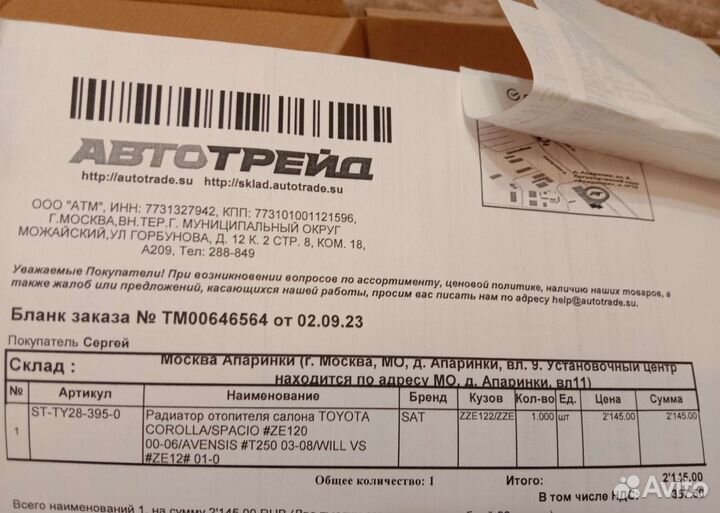 АВТОТРЕЙД
http://autotrade.su http://sklad.autotrade.su
ООО "АТМ", ИНН: 7731327942, КПП: 773101001121596,
Г.МОСКВА,ВН.ТЕР.Г. МУНИЦИПАЛЬНЫЙ ОКРУГ
МОЖАЙСКИЙ,УЛ ГОРБУНОВА, Д. 12 К. 2 СТР. 8, КОМ. 18,
А209, Тел: 288-849
Уважаемые Покупатели! При возникновении вопросов по ассортименту, ценовой политике, наличию наших товаров, а
также жалоб или предложений, касающихся нашей работы, просим вас писать нам по адресу help@autotrade.su.
Бланк заказа № ТМ00646564 от 02.09.23
Покупатель Сергей
Склад : Москва Апаринки (г. Москва, МО, д. Апаринки, вл. 9. Установочный центр
находится по адресу МО, д. Апаринки, вл11)
№ Артикул Наименование Бренд Кузов Кол-во Ед. Цена Сумма
1 ST-TY28-395-0 Радиатор отопителя салона TOYOTA SAT ZZE122/ZZE 1.000 шт 2'145.00 2'145.00
COROLLA/SPACIO #ZE120
00-06/AVENSIS #T250 03-08/WILL VS
#ZE12# 01-0
Общее количество: 1 Итого: 2'145.00
В том числе НДС:
Всего наименований 1, на сумму 2'145.00 RUB
Avito